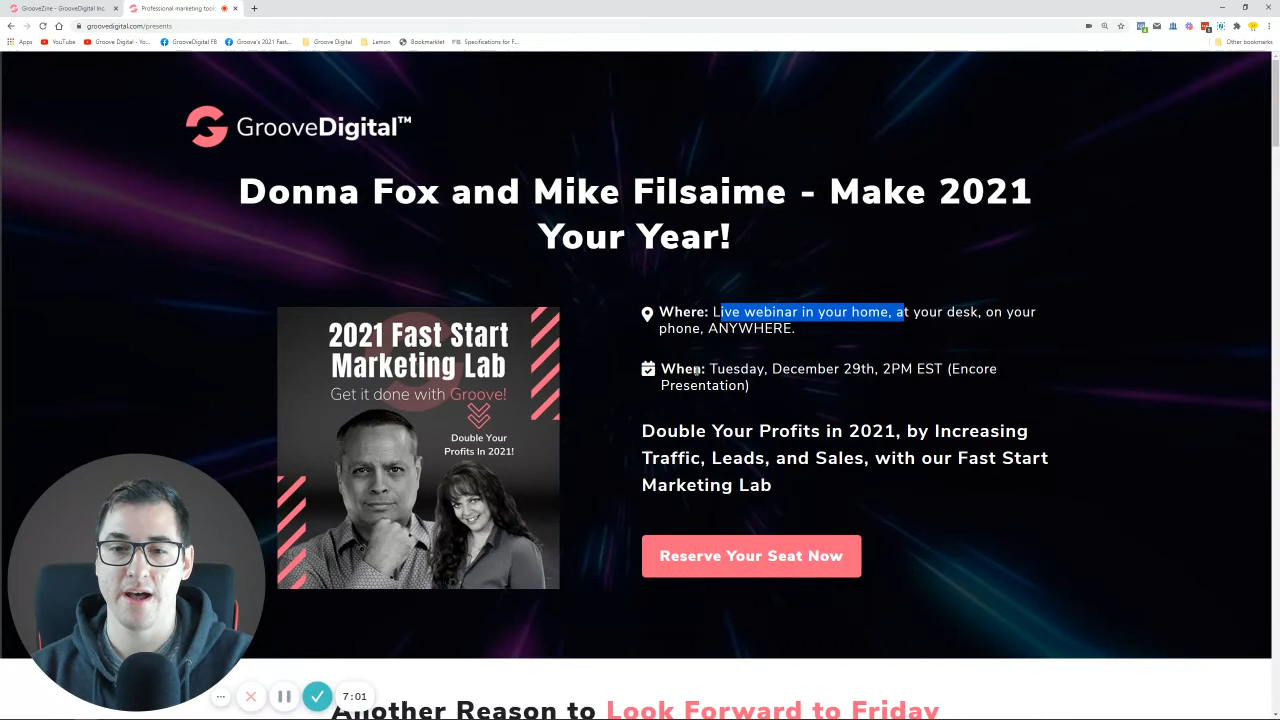 GrooveZine - GrooveDigital Inc.
Professional marketing tool:
groovedigital.com/presents
Apps
YouTube
Groove Digital - Yo...
GrooveDigital FB
Groove's 2021 Fast...
Groove Digital
Lemon
Bookmarklet
Specifications for F...
Other bookmarks
GrooveDigital™
Donna Fox and Mike Filsaime - Make 2021
Your Year!
2021 Fast Start
Marketing Lab
Get it done with Groove!
Double Your
Profits In 2021!
Where: Live webinar in your home, at your desk, on your
phone, ANYWHERE.
When: Tuesday, December 29th, 2PM EST (Encore
Presentation)
Double Your Profits in 2021, by Increasing
Traffic, Leads, and Sales, with our Fast Start
Marketing Lab
Reserve Your Seat Now
7:01
Another Reason to Look Forward to Friday